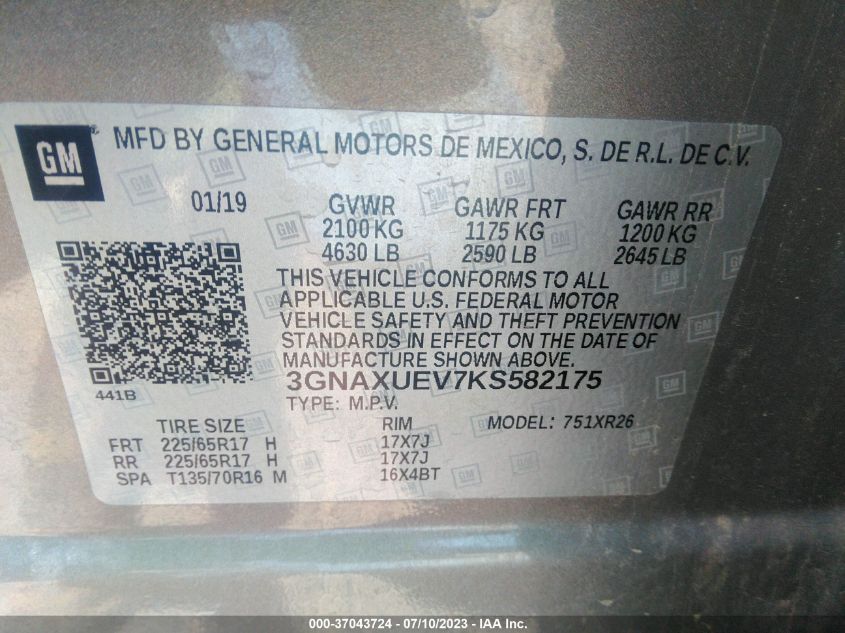 GM
MFD BY GENERAL MOTORS DE MEXICO, S. DE R.L. DE C.V.
01/19 GVWR GAWR FRT GAWR RR
2100 KG 1175 KG 1200 KG
4630 LB 2590 LB 2645 LB
THIS VEHICLE CONFORMS TO ALL
APPLICABLE U.S. FEDERAL MOTOR
VEHICLE SAFETY AND THEFT PREVENTION
STANDARDS IN EFFECT ON THE DATE OF
MANUFACTURE SHOWN ABOVE.
3GNAXUEV7KS582175
441B
TYPE: M.P.V.
TIRE SIZE RIM MODEL: 751XR26
FRT 225/65R17 H 17X7J
RR 225/65R17 H 17X7J
SPA T135/70R16 M 16X4BT
000-37043724 - 07/10/2023 - IAA Inc.